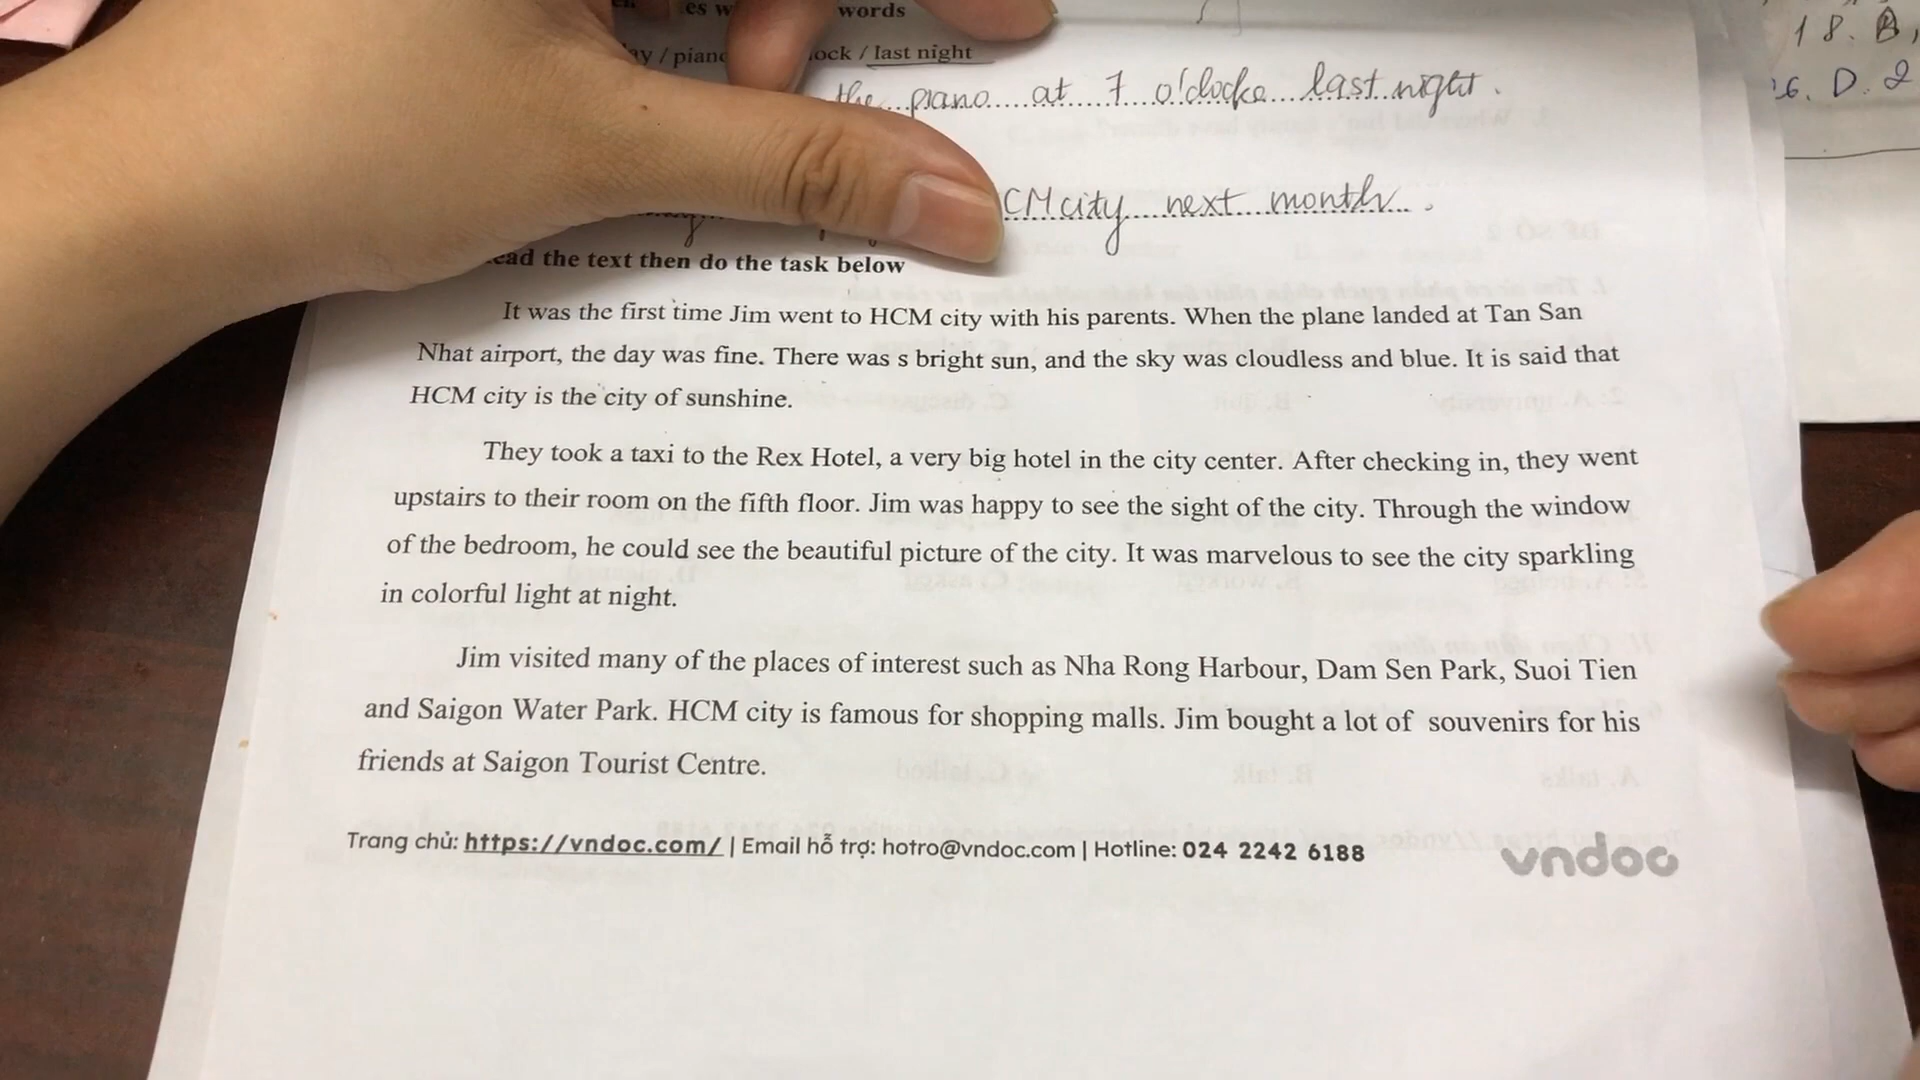 es w words
/ piano ock / last night
the piano at 7 o'clocke last night.
CM city next month.
ead the text then do the task below
It was the first time Jim went to HCM city with his parents. When the plane landed at Tan San
Nhat airport, the day was fine. There was s bright sun, and the sky was cloudless and blue. It is said that
HCM city is the city of sunshine.
They took a taxi to the Rex Hotel, a very big hotel in the city center. After checking in, they went
upstairs to their room on the fifth floor. Jim was happy to see the sight of the city. Through the window
of the bedroom, he could see the beautiful picture of the city. It was marvelous to see the city sparkling
in colorful light at night.
Jim visited many of the places of interest such as Nha Rong Harbour, Dam Sen Park, Suoi Tien
and Saigon Water Park. HCM city is famous for shopping malls. Jim bought a lot of souvenirs for his
friends at Saigon Tourist Centre.
Trang chủ: https://vndoc.com/ | Email hỗ trợ: hotro@vndoc.com | Hotline: 024 2242 6188
vndoc
18. B,
26. D. 2